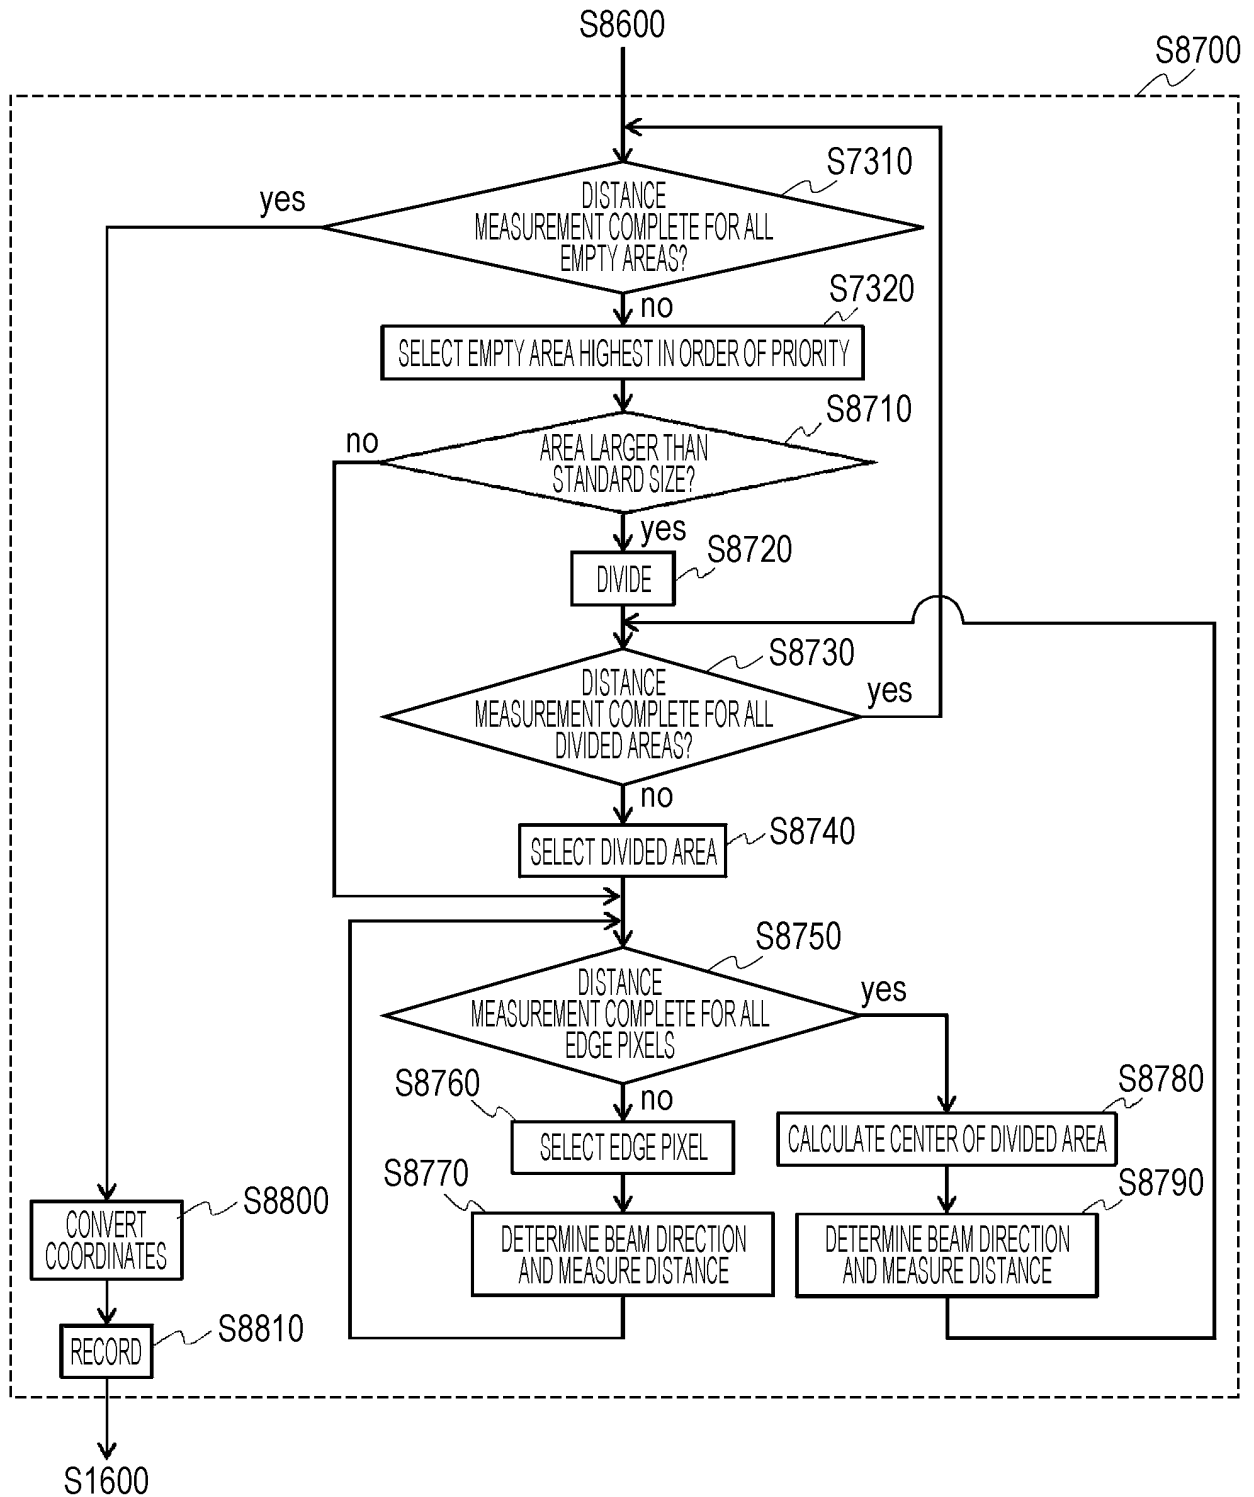 S8600
S8700
S7310
yes
DISTANCE
MEASUREMENT COMPLETE FOR ALL
EMPTY AREAS?
no
S7320
SELECT EMPTY AREA HIGHEST IN ORDER OF PRIORITY
S8710
no
AREA LARGER THAN
STANDARD SIZE?
yes
S8720
DIVIDE
S8730
DISTANCE
MEASUREMENT COMPLETE FOR ALL
DIVIDED AREAS?
yes
no
S8740
SELECT DIVIDED AREA
S8750
DISTANCE
MEASUREMENT COMPLETE FOR ALL
EDGE PIXELS
yes
S8760
no
S8780
SELECT EDGE PIXEL
CALCULATE CENTER OF DIVIDED AREA
S8770
S8790
DETERMINE BEAM DIRECTION
AND MEASURE DISTANCE
DETERMINE BEAM DIRECTION
AND MEASURE DISTANCE
S8800
CONVERT
COORDINATES
S8810
RECORD
S1600